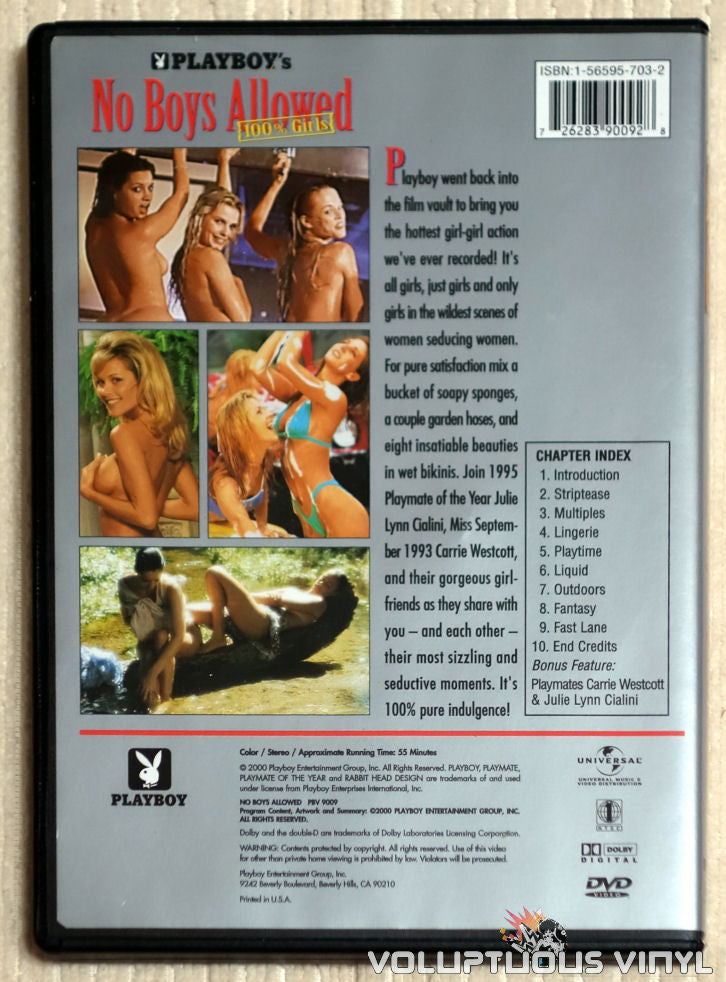 PLAYBOY's
No Boys Allowed
100% Girls
ISBN:1-56595-703-2
7 26283 90092 8
Playboy went back into
the film vault to bring you
the hottest girl-girl action
we've ever recorded! It's
all girls, just girls and only
girls in the wildest scenes of
women seducing women.
For pure satisfaction mix a
bucket of soapy sponges,
a couple garden hoses, and
eight insatiable beauties
in wet bikinis. Join 1995
Playmate of the Year Julie
Lynn Cialini, Miss Septem-
ber 1993 Carrie Westcott,
and their gorgeous girl-
friends as they share with
you – and each other –
their most sizzling and
seductive moments. It's
100% pure indulgence!
CHAPTER INDEX
1. Introduction
2. Striptease
3. Multiples
4. Lingerie
5. Playtime
6. Liquid
7. Outdoors
8. Fantasy
9. Fast Lane
10. End Credits
Bonus Feature:
Playmates Carrie Westcott
& Julie Lynn Cialini
PLAYBOY
Color / Stereo / Approximate Running Time: 55 Minutes
© 2000 Playboy Entertainment Group, Inc. All Rights Reserved. PLAYBOY, PLAYMATE,
PLAYMATE OF THE YEAR and RABBIT HEAD DESIGN are trademarks of and used
under license from Playboy Enterprises International, Inc.
NO BOYS ALLOWED PBV 9009
Program Content, Artwork and Summary: ©2000 PLAYBOY ENTERTAINMENT GROUP, INC.
ALL RIGHTS RESERVED.
Dolby and the double-D are trademarks of Dolby Laboratories Licensing Corporation.
WARNING: Contents protected by copyright. All rights reserved. Use of this video
for other than private home viewing is prohibited by law. Violators will be prosecuted.
Playboy Entertainment Group, Inc.
9242 Beverly Boulevard, Beverly Hills, CA 90210
Printed in U.S.A.
UNIVERSAL
UNIVERSAL MUSIC &
VIDEO DISTRIBUTION
1
NTSC
DOLBY
DIGITAL
DVD
VIDEO
VOLUPTUOUS VINYL